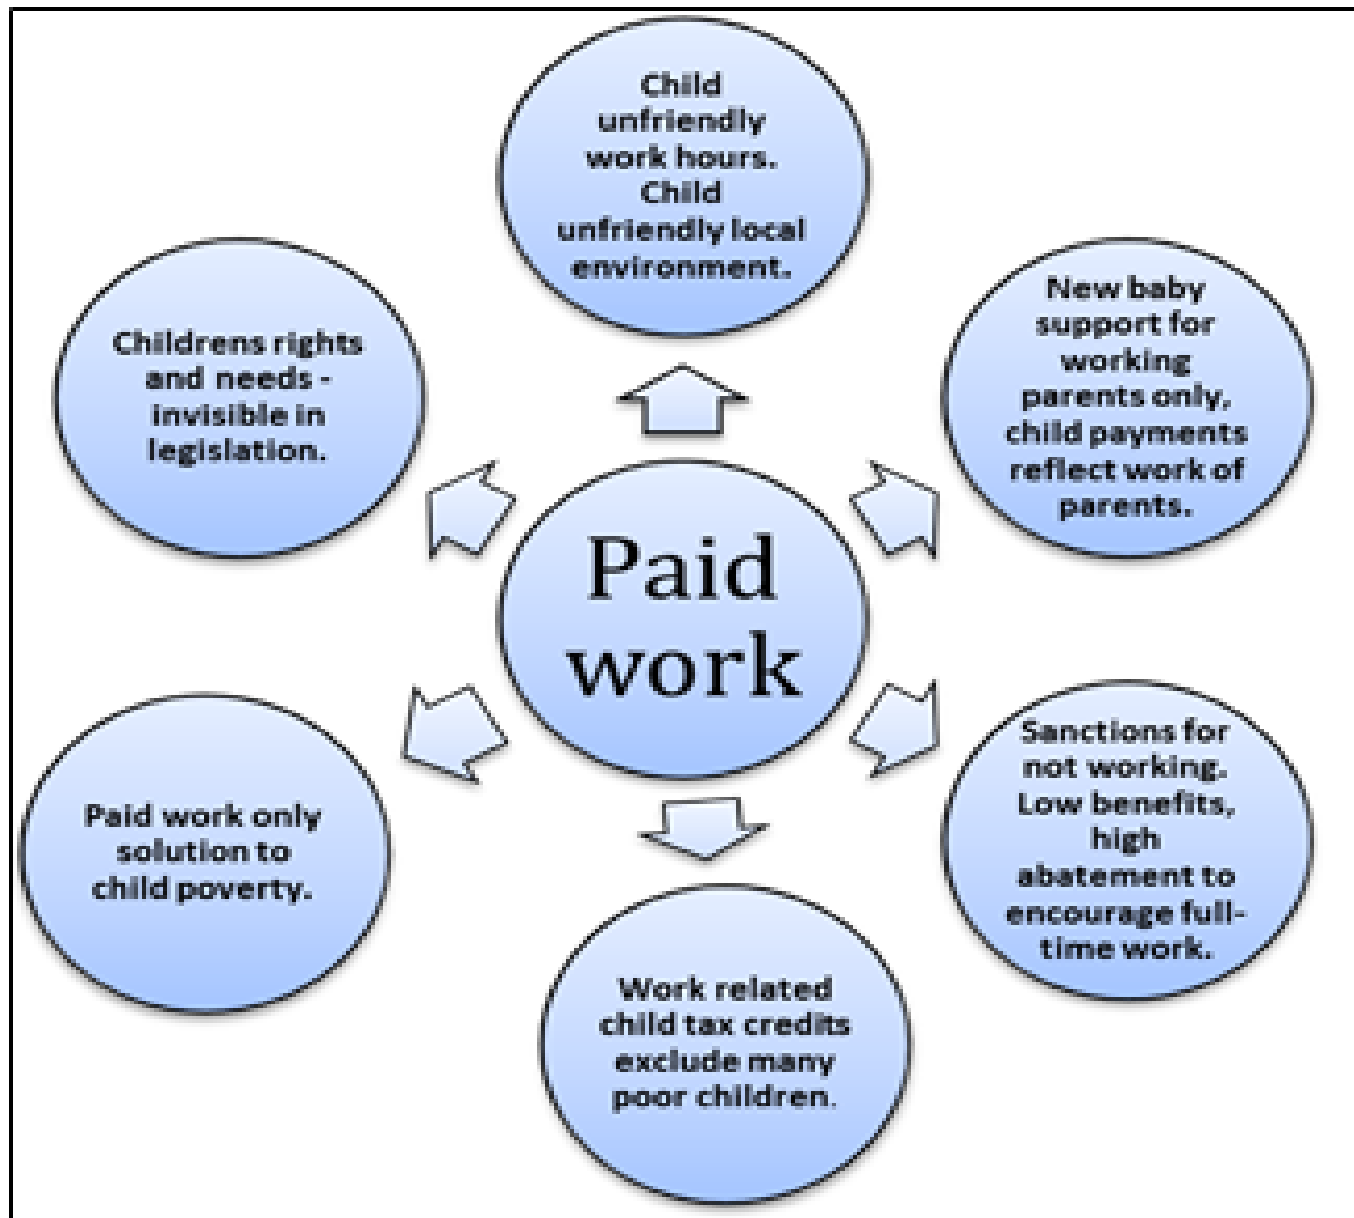 Child
unfriendly
work hours.
Child
unfriendly local
environment.
New baby
support for
working
parents only,
child payments
reflect work of
parents.
Sanctions for
not working.
Low benefits,
high
abatement to
encourage full-
time work.
Work related
child tax credits
exclude many
poor children.
Paid work only
solution to
child poverty.
Childrens rights
and needs -
invisible in
legislation.
Paid
work